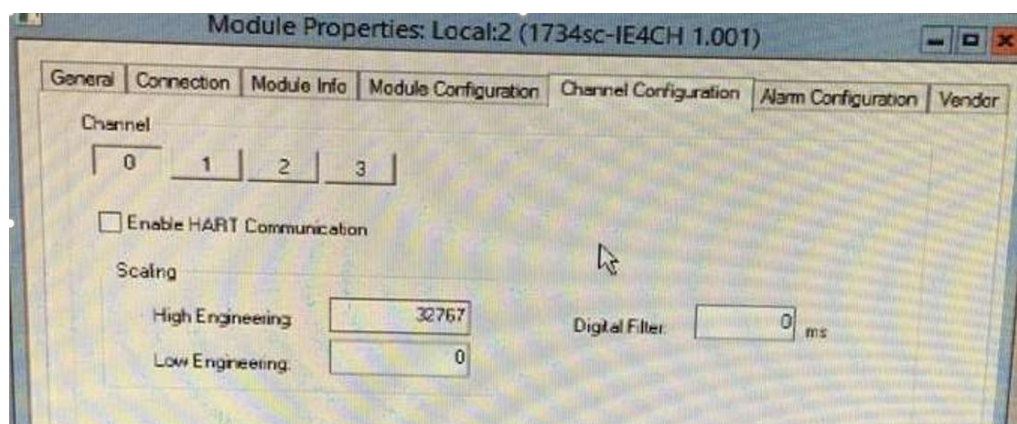 Module Properties: Local:2 (1734sc-IE4CH 1.001)
General Connection Module Info Module Configuration Channel Configuration Alarm Configuration Vendor
Channel
0 1 2 3
Enable HART Communication
Scaling
High Engineering 32767 Digital Filter: 0 ms
Low Engineering: 0